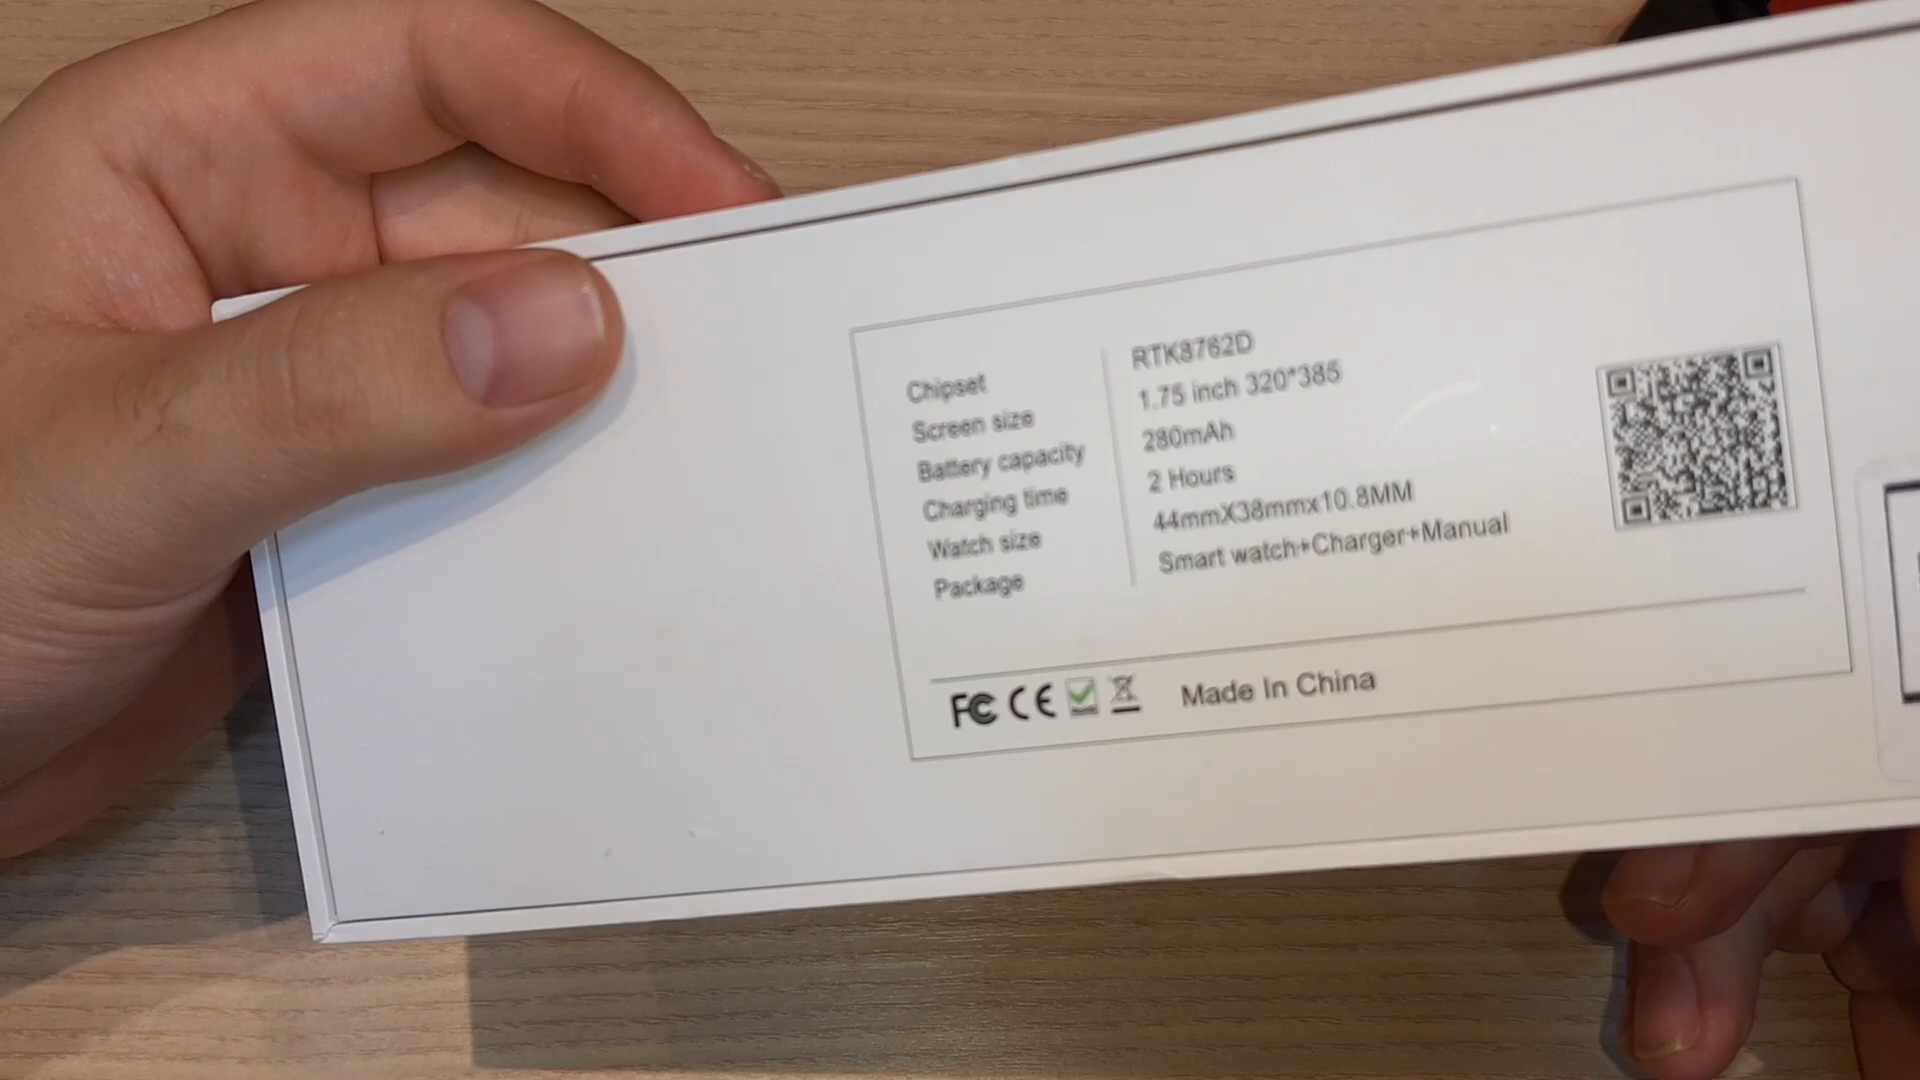 Chipset RTK8762D
Screen size 1.75 inch 320*385
Battery capacity 280mAh
Charging time 2 Hours
Watch size 44mmX38mmx10.8MM
Package Smart watch+Charger+Manual
FC CE Made In China